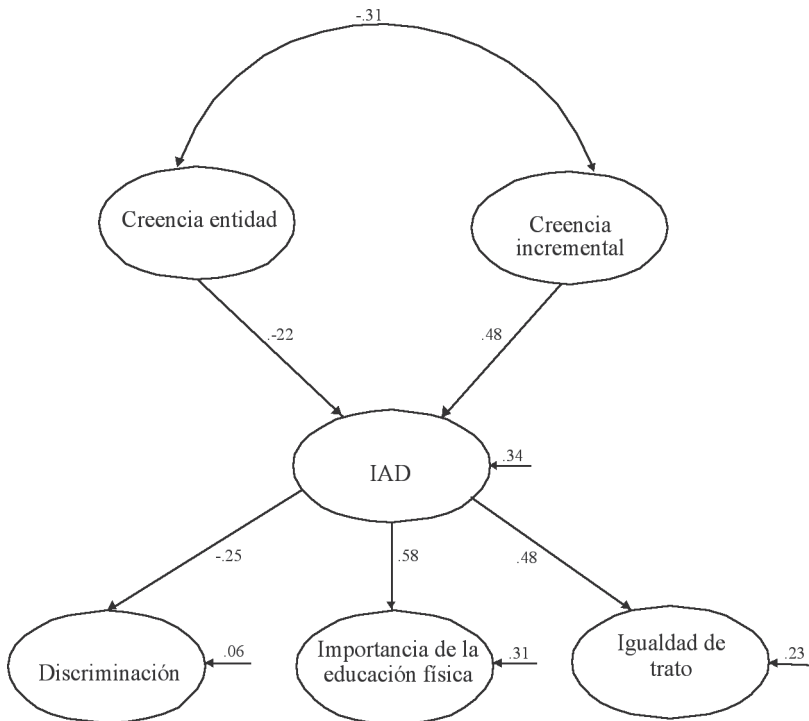 -.31
Creencia entidad
Creencia
incremental
.-22
.48
IAD
.34
-.25
.58
.48
Discriminación
.06
Importancia de la
educación física
.31
Igualdad de
trato
.23